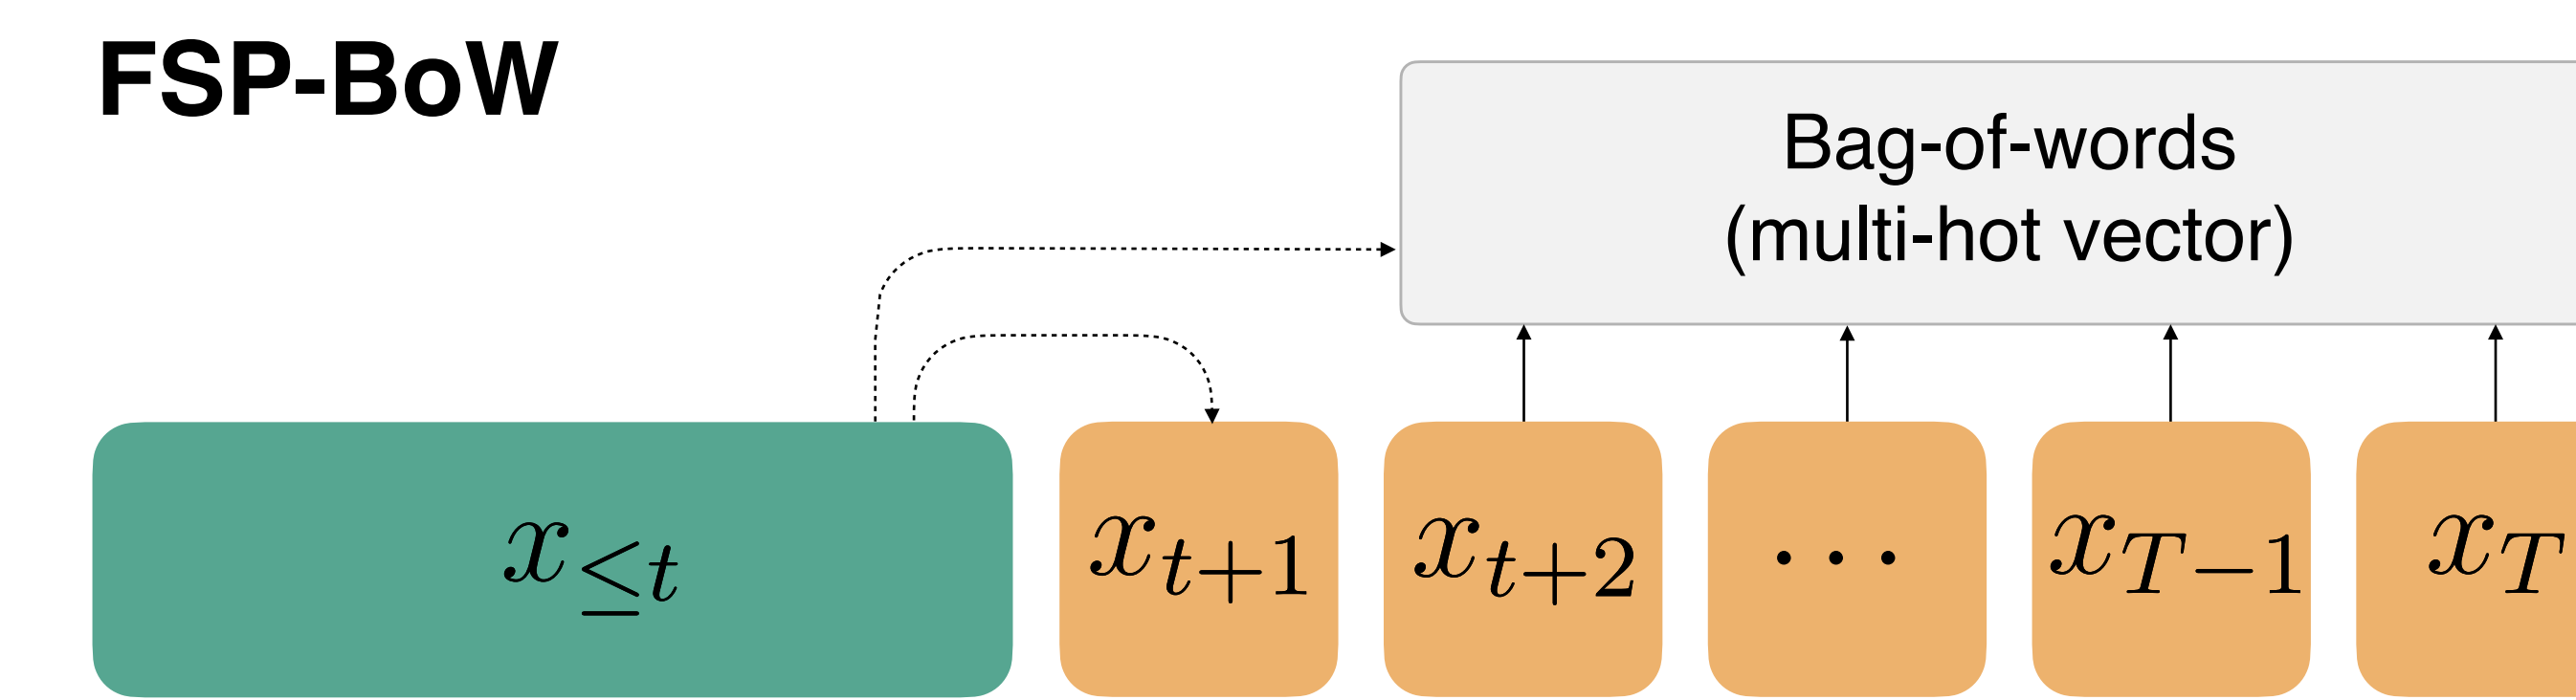 FSP-BoW
Bag-of-words
(multi-hot vector)
x≤t xt+1 xt+2 ··· xT−1 xT